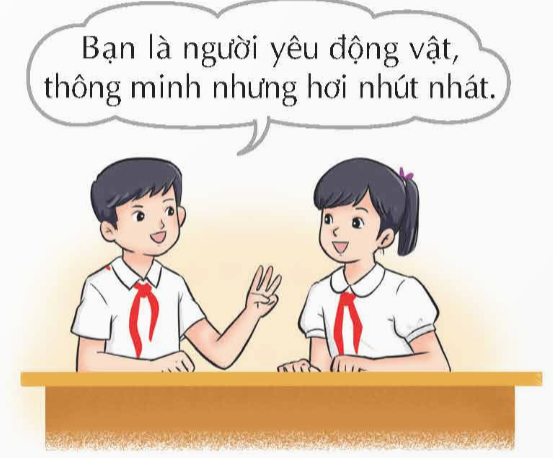 Bạn là người yêu động vật,
thông minh nhưng hơi nhút nhát.